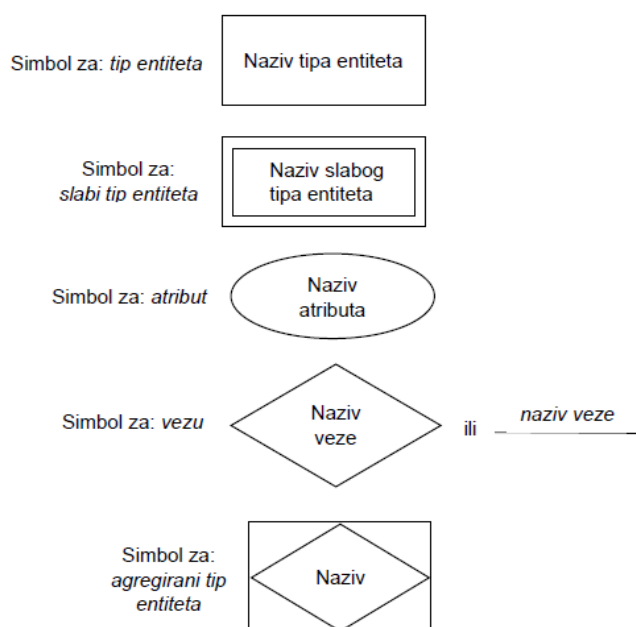 Simbol za: tip entiteta
Naziv tipa entiteta
Simbol za:
slabi tip entiteta
Naziv slabog
tipa entiteta
Simbol za: atribut
Naziv
atributa
Simbol za: vezu
Naziv
veze
ili
naziv veze
Simbol za:
agregirani tip
entiteta
Naziv